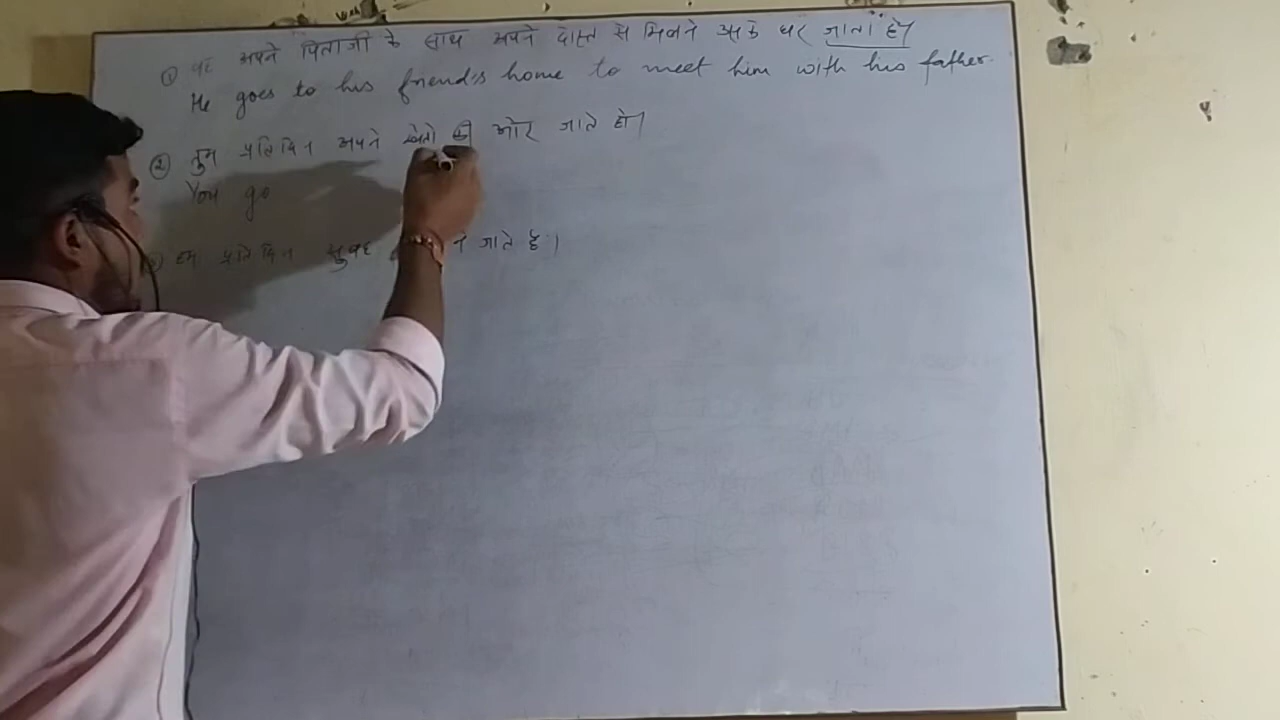 ① वह अपने पिताजी के साथ अपने दोस्त से मिलने उसके घर जाता है।
He goes to his friend's home to meet him with his father.
② तुम प्रतिदिन अपने खेतो की ओर जाते हो।
You go
हम प्रतिदिन सुबह जाते है।